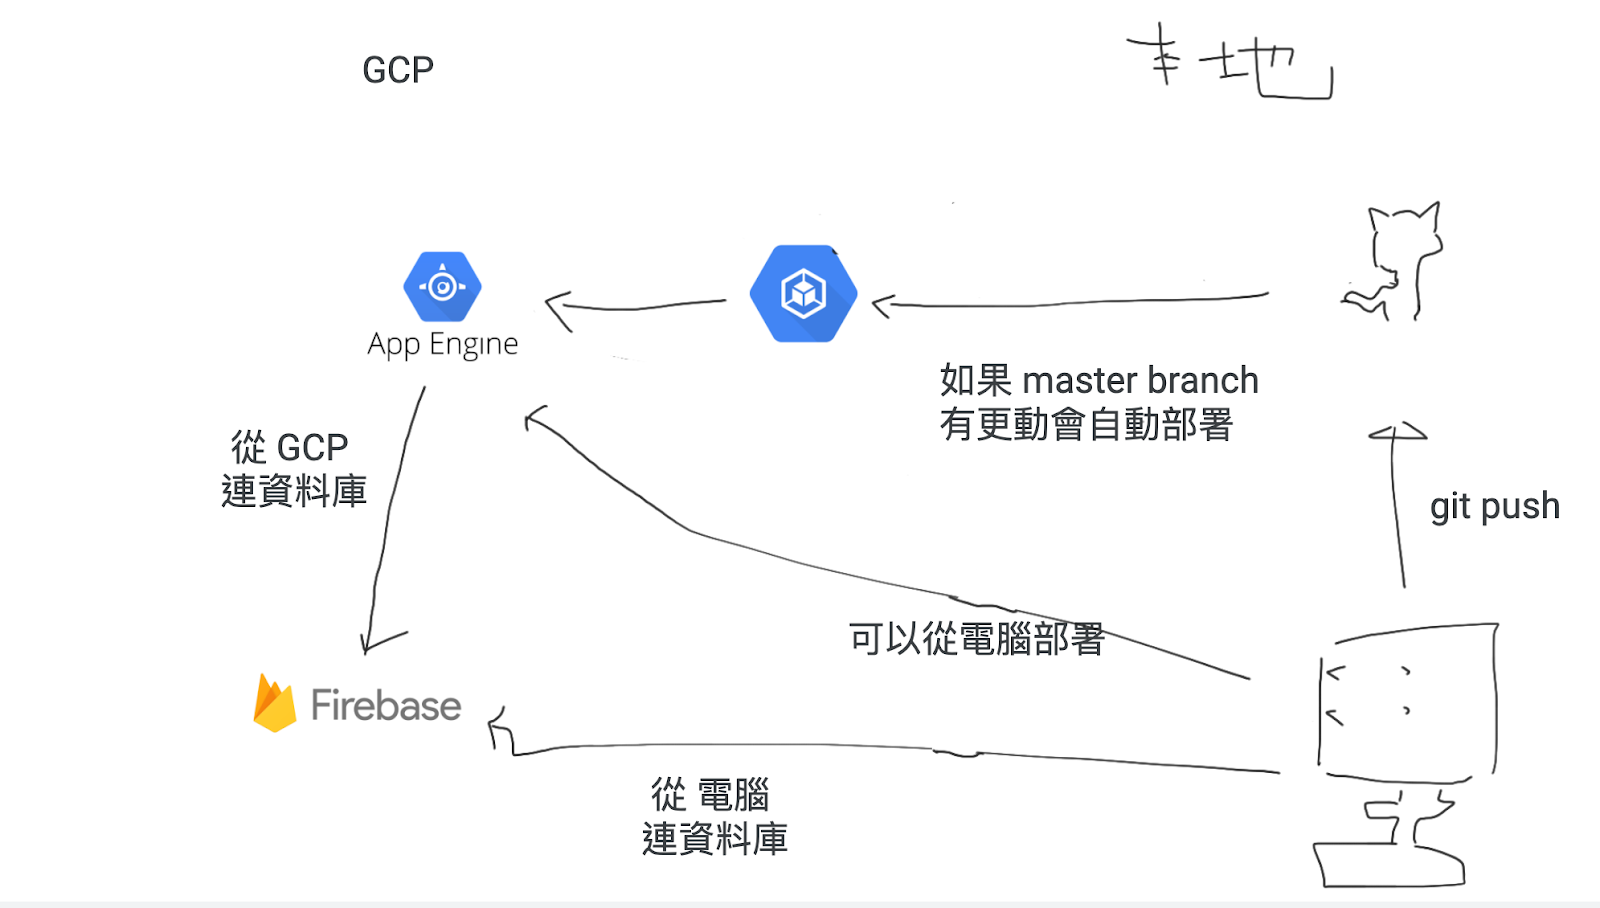 GCP
本地
App Engine
如果 master branch
有更動會自動部署
從 GCP
連資料庫
git push
可以從電腦部署
Firebase
從 電腦
連資料庫